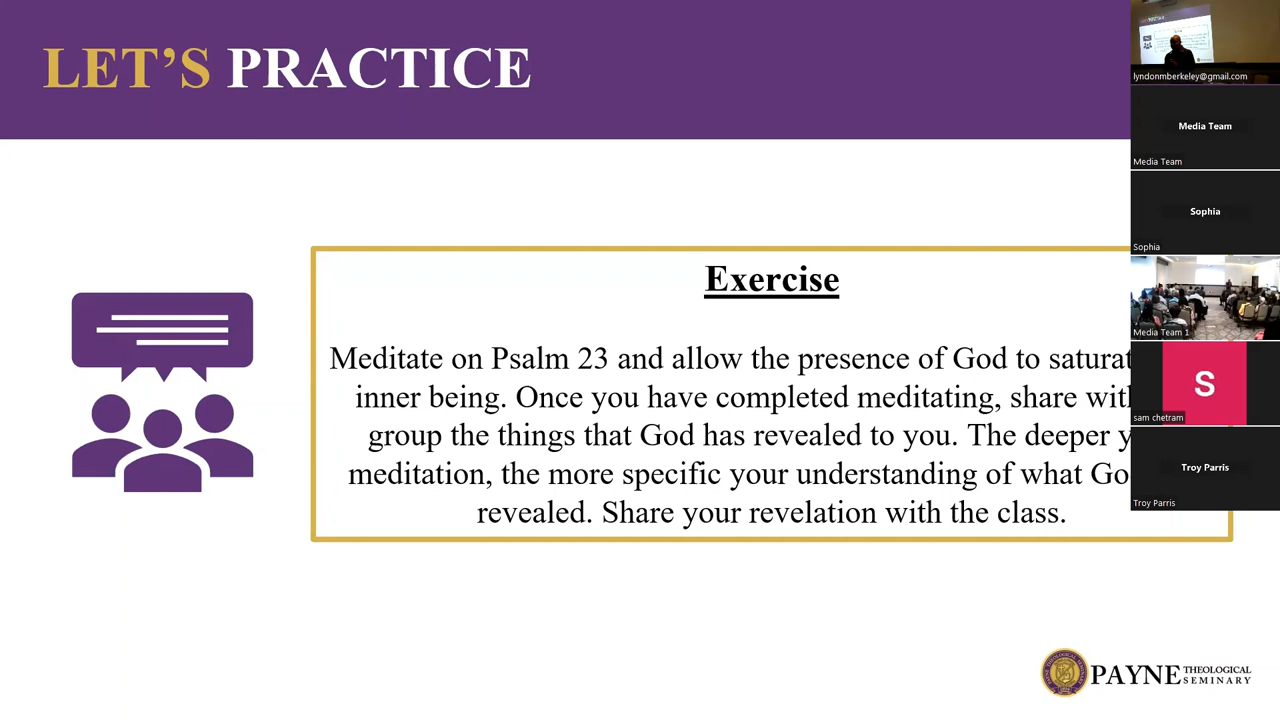 LET'S PRACTICE
Exercise
Meditate on Psalm 23 and allow the presence of God to
inner being. Once you have completed meditating, share
group the things that God has revealed to you. The deeper
meditation, the more specific your understanding of what
revealed. Share your revelation with the class.
PAYNE THEOLOGICAL SEMINARY
lyndonmberkeley@gmail.com
Media Team
Media Team
Sophia
Sophia
Media Team 1
S
sam chetram
Troy Parris
Troy Parris